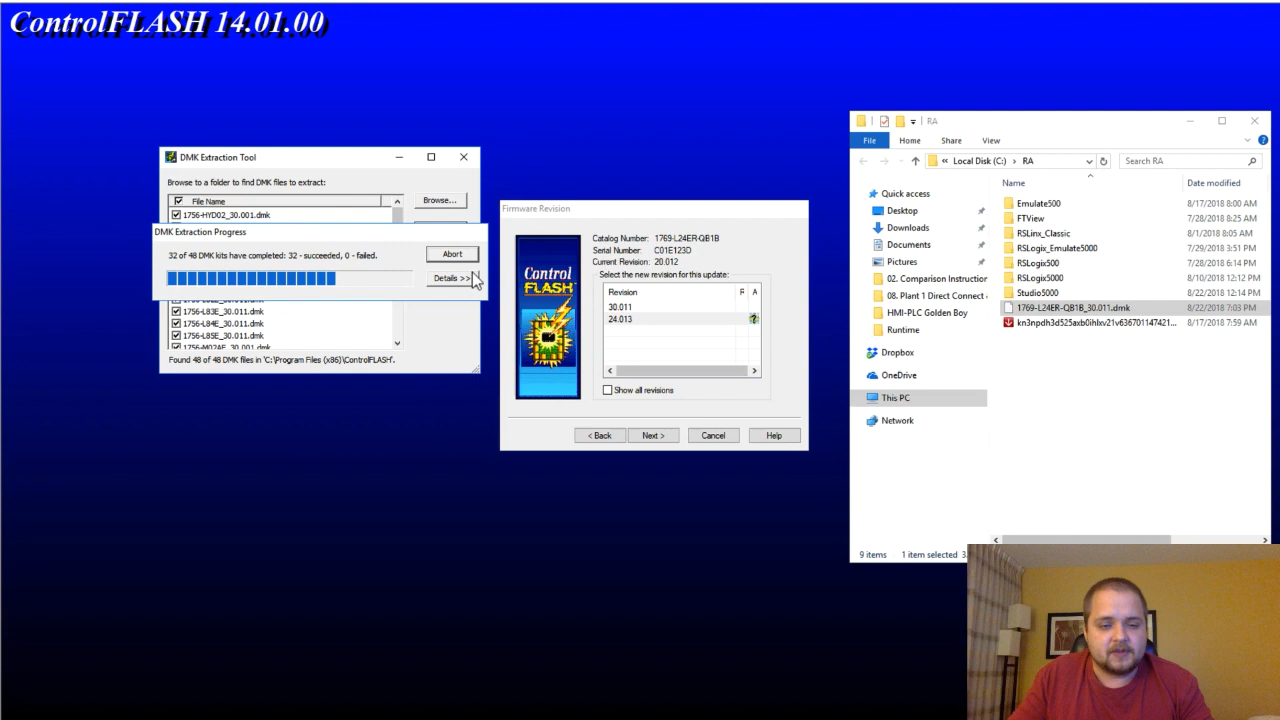 ControlFLASH 14.01.00
DMK Extraction Tool
Browse to a folder to find DMK files to extract:
File Name
Browse...
1756-HYD02_30.001.dmk
DMK Extraction Progress
32 of 48 DMK kits have completed: 32 - succeeded, 0 - failed.
Abort
Details >>
1756-L83E_30.011.dmk
1756-L84E_30.011.dmk
1756-L85E_30.011.dmk
1756-M02AE_30.011.dmk
Found 48 of 48 DMK files in 'C:\Program Files (x86)\ControlFLASH'.
Firmware Revision
Control
FLASH
Catalog Number: 1769-L24ER-QB1B
Serial Number: C01E123D
Current Revision: 20.012
Select the new revision for this update:
Revision R A
30.011
24.013
Show all revisions
< Back Next > Cancel Help
RA
File Home Share View
« Local Disk (C:) › RA
Search RA
Quick access
Desktop
Downloads
Documents
Pictures
02. Comparison Instruction
08. Plant 1 Direct Connect
HMI-PLC Golden Boy
Runtime
Dropbox
OneDrive
This PC
Network
Name Date modified
Emulate500 8/17/2018 8:00 AM
FTView 7/28/2018 8:25 AM
RSLinx_Classic 8/1/2018 8:05 AM
RSLogix_Emulate5000 7/29/2018 3:51 PM
RSLogix500 7/28/2018 6:14 PM
RSLogix5000 8/10/2018 12:12 PM
Studio5000 8/22/2018 12:14 PM
1769-L24ER-QB1B_30.011.dmk 8/22/2018 7:03 PM
kn3npdh3d525axb0ihlxv21v636701147421... 8/17/2018 7:59 AM
9 items 1 item selected